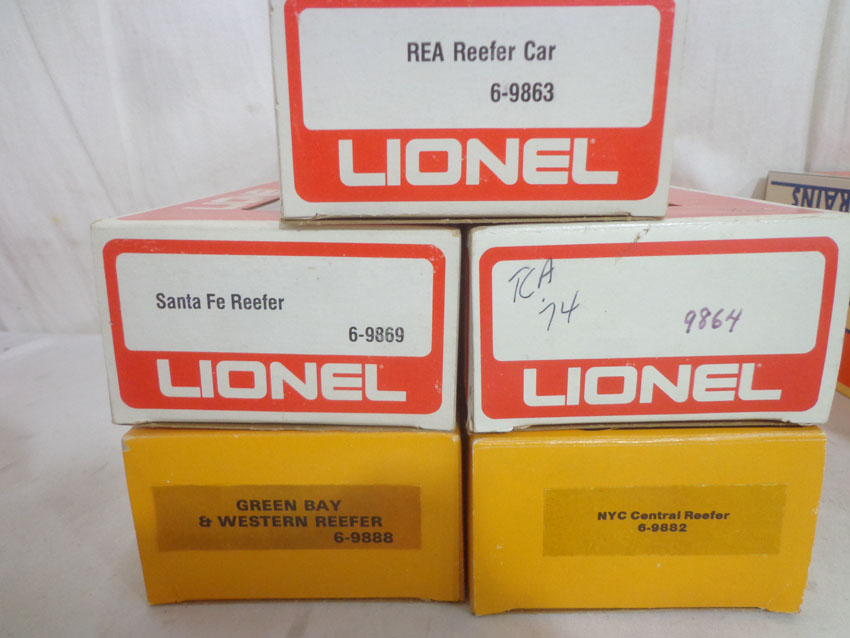 REA Reefer Car
6-9863
LIONEL
Santa Fe Reefer
6-9869
LIONEL
TCA
'74
9864
LIONEL
GREEN BAY
& WESTERN REEFER
6-9888
NYC Central Reefer
6-9882
RAINS